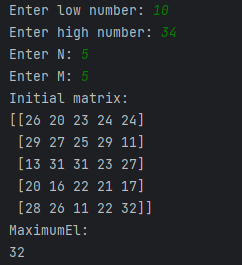 Enter low number: 10
Enter high number: 34
Enter N: 5
Enter M: 5
Initial matrix:
[[26 20 23 24 24]
 [29 27 25 29 11]
 [13 31 31 23 27]
 [20 16 22 21 17]
 [28 26 11 22 32]]
MaximumEl:
32